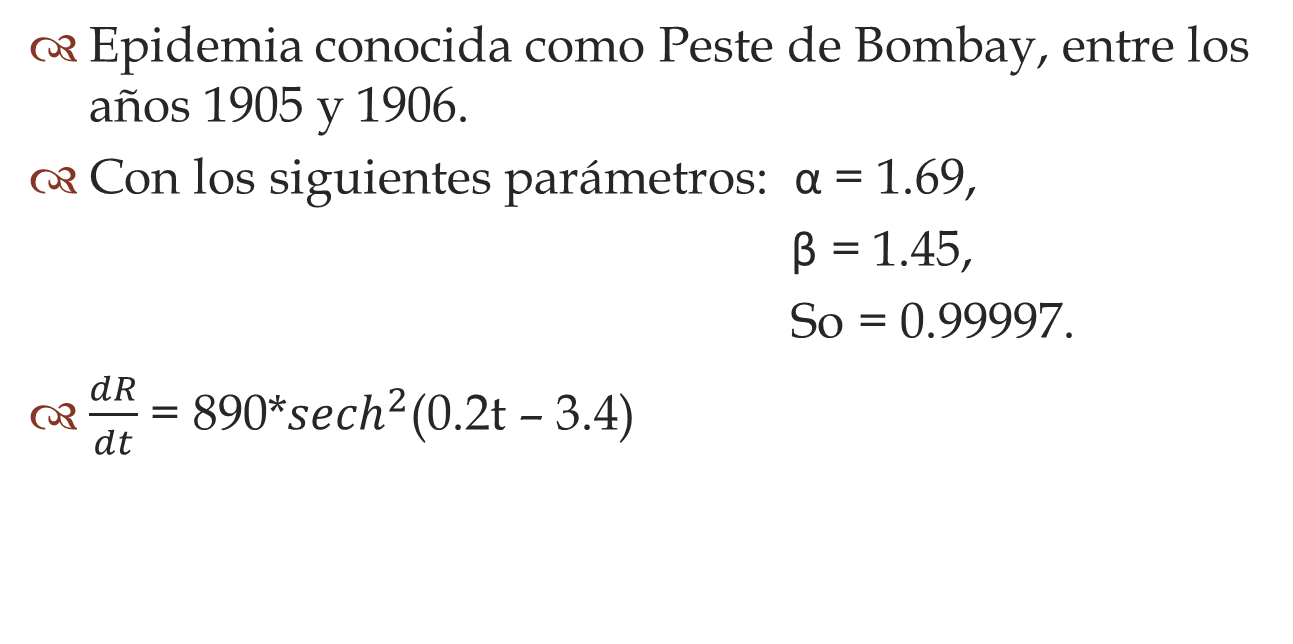 Epidemia conocida como Peste de Bombay, entre los
años 1905 y 1906.
Con los siguientes parámetros: α = 1.69,
β = 1.45,
So = 0.99997.
dR/dt = 890*sech²(0.2t – 3.4)